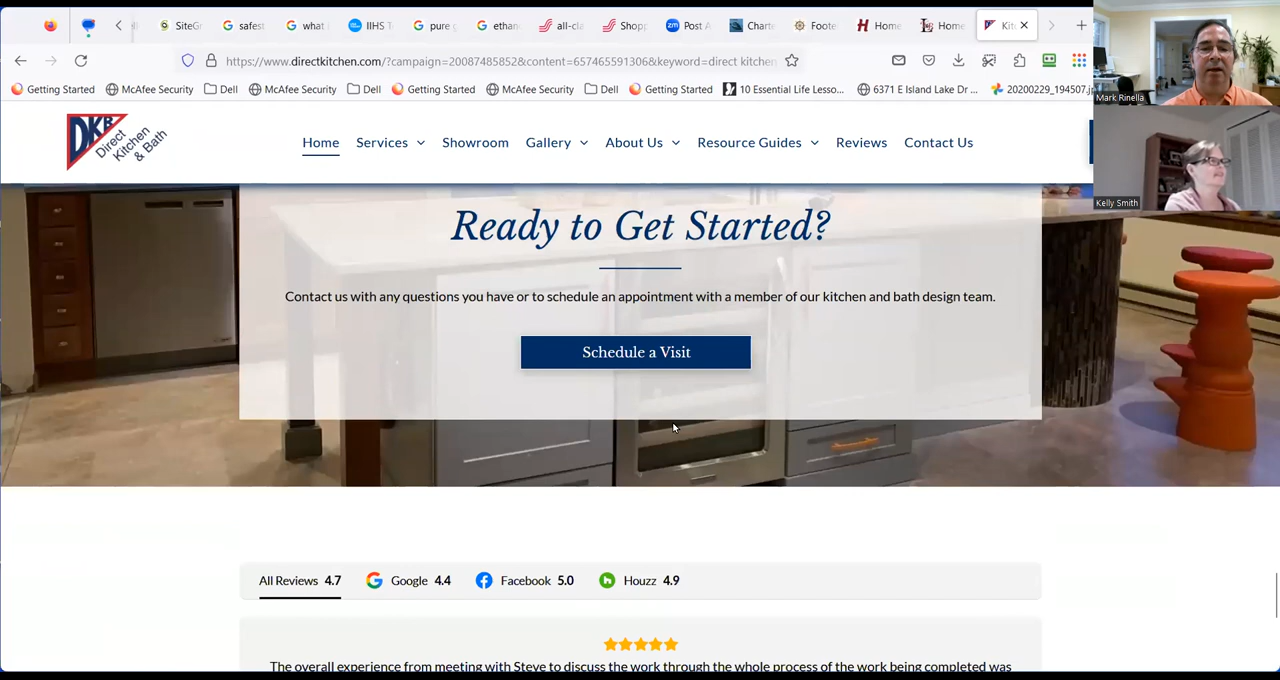 SiteGr
safest
what i
IIHS T
pure g
ethan
all-cla
Shopp
Post A
Charte
Foote
Home
Home
Kitc
https://www.directkitchen.com/?campaign=20087485352&content=657465591306&keyword=direct kitchen
Getting Started
McAfee Security
Dell
McAfee Security
Dell
Getting Started
McAfee Security
Dell
Getting Started
10 Essential Life Lesso...
6371 E Island Lake Dr ...
20200229_194507.j
Mark Rinella
Kelly Smith
DKB
Direct
Kitchen
& Bath
Home
Services
Showroom
Gallery
About Us
Resource Guides
Reviews
Contact Us
Ready to Get Started?
Contact us with any questions you have or to schedule an appointment with a member of our kitchen and bath design team.
Schedule a Visit
All Reviews 4.7
Google 4.4
Facebook 5.0
Houzz 4.9
The overall experience from meeting with Steve to discuss the work through the whole process of the work being completed was